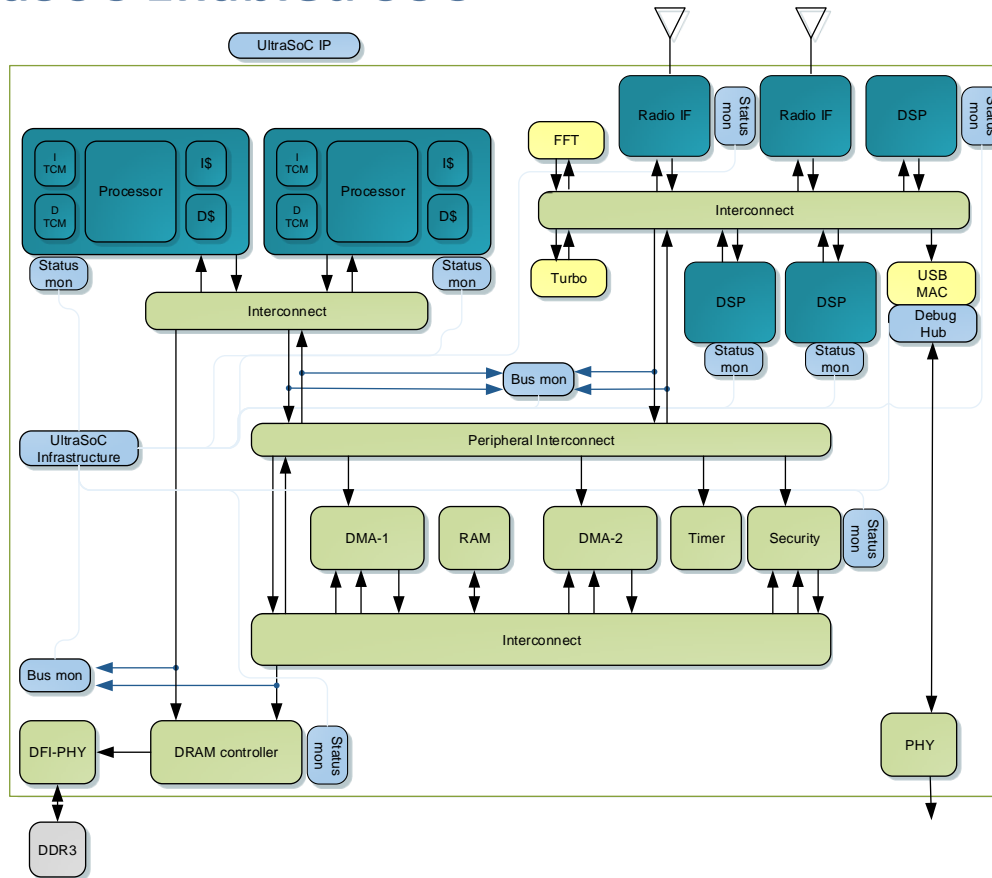 UltraSoC IP
Radio IF
Status
mon
Radio IF
DSP
Status
mon
FFT
I
TCM
Processor
I$
D
TCM
D$
I
TCM
Processor
I$
D
TCM
D$
Interconnect
Status
mon
Status
mon
Turbo
DSP
DSP
USB
MAC
Debug
Hub
Interconnect
Status
mon
Status
mon
Bus mon
UltraSoC
Infrastructure
Peripheral Interconnect
DMA-1
RAM
DMA-2
Timer
Security
Status
mon
Interconnect
Bus mon
DFI-PHY
DRAM controller
Status
mon
PHY
DDR3